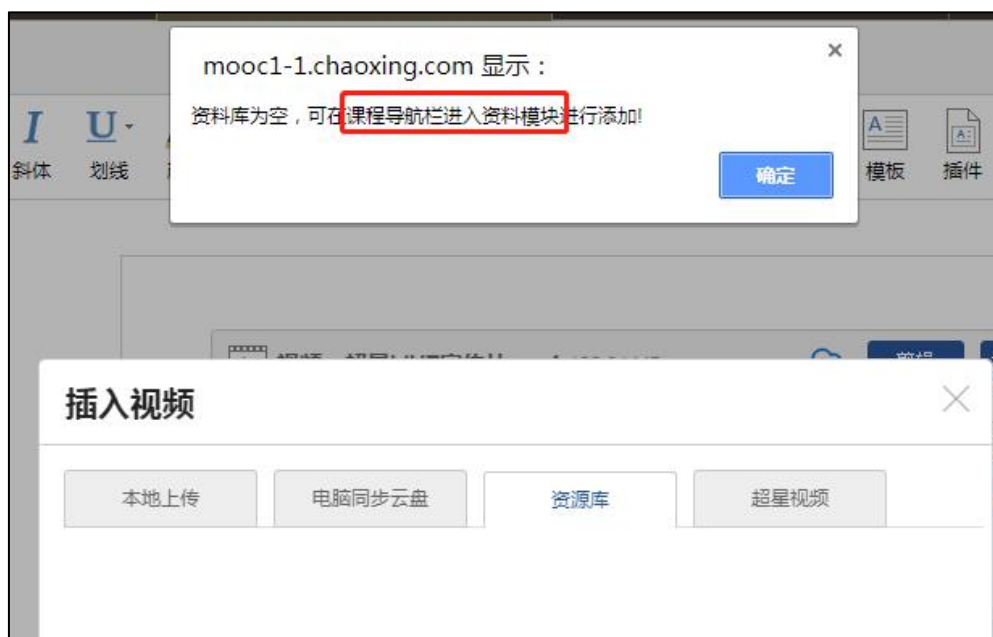 mooc1-1.chaoxing.com 显示：
资料库为空，可在课程导航栏进入资料模块进行添加!
确定
I
U
斜体
划线
A
A
模板
插件
插入视频
本地上传
电脑同步云盘
资源库
超星视频